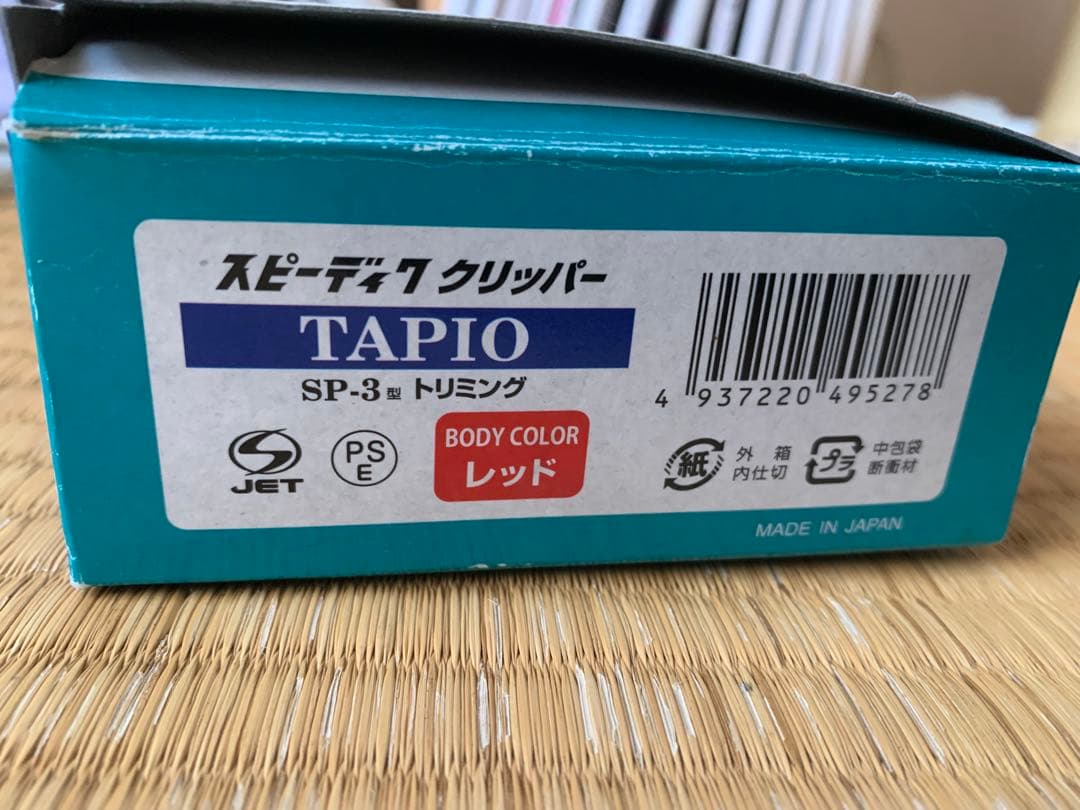 スピーディク クリッパー
TAPIO
SP-3型 トリミング
4 937220 495278
JET
PS
E
BODY COLOR
レッド
紙
外箱
内仕切
プラ
中包袋
断衝材
MADE IN JAPAN